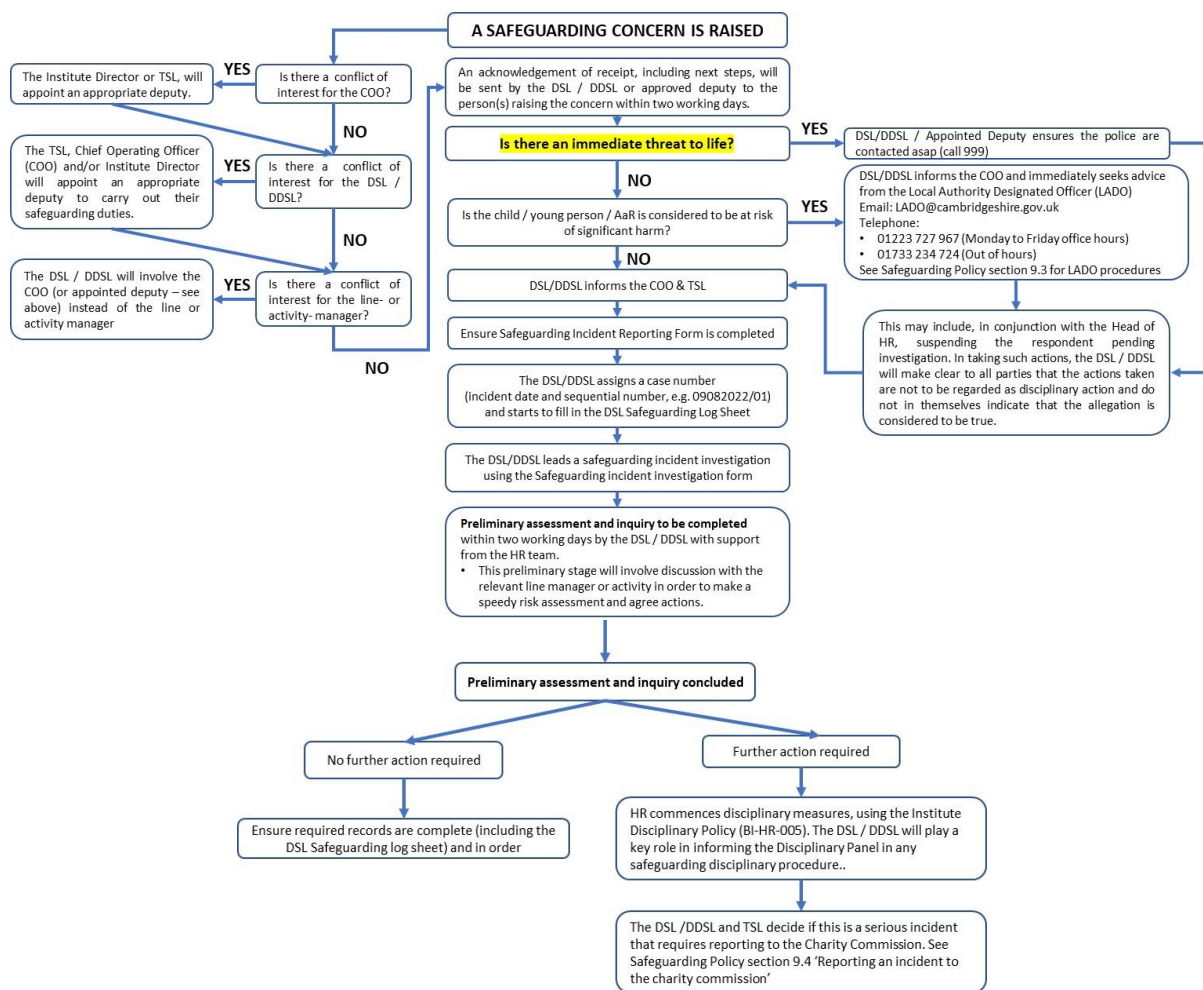 A SAFEGUARDING CONCERN IS RAISED
Is there a conflict of
interest for the COO?
YES
The Institute Director or TSL, will
appoint an appropriate deputy.
NO
Is there a conflict of
interest for the DSL /
DDSL?
YES
The TSL, Chief Operating Officer
(COO) and/or Institute Director
will appoint an appropriate
deputy to carry out their
safeguarding duties.
NO
Is there a conflict of
interest for the line- or
activity- manager?
YES
The DSL / DDSL will involve the
COO (or appointed deputy – see
above) instead of the line or
activity manager
NO
An acknowledgement of receipt, including next steps, will
be sent by the DSL / DDSL or approved deputy to the
person(s) raising the concern within two working days.
Is there an immediate threat to life?
YES
DSL/DDSL / Appointed Deputy ensures the police are
contacted asap (call 999)
NO
Is the child / young person / AaR is considered to be at risk
of significant harm?
YES
DSL/DDSL informs the COO and immediately seeks advice
from the Local Authority Designated Officer (LADO)
Email: LADO@cambridgeshire.gov.uk
Telephone:
• 01223 727 967 (Monday to Friday office hours)
• 01733 234 724 (Out of hours)
See Safeguarding Policy section 9.3 for LADO procedures
This may include, in conjunction with the Head of
HR, suspending the respondent pending
investigation. In taking such actions, the DSL / DDSL
will make clear to all parties that the actions taken
are not to be regarded as disciplinary action and do
not in themselves indicate that the allegation is
considered to be true.
NO
DSL/DDSL informs the COO & TSL
Ensure Safeguarding Incident Reporting Form is completed
The DSL/DDSL assigns a case number
(incident date and sequential number, e.g. 09082022/01)
and starts to fill in the DSL Safeguarding Log Sheet
The DSL/DDSL leads a safeguarding incident investigation
using the Safeguarding incident investigation form
Preliminary assessment and inquiry to be completed
within two working days by the DSL / DDSL with support
from the HR team.
• This preliminary stage will involve discussion with the
relevant line manager or activity in order to make a
speedy risk assessment and agree actions.
Preliminary assessment and inquiry concluded
No further action required
Ensure required records are complete (including the
DSL Safeguarding log sheet) and in order
Further action required
HR commences disciplinary measures, using the Institute
Disciplinary Policy (BI-HR-005). The DSL / DDSL will play a
key role in informing the Disciplinary Panel in any
safeguarding disciplinary procedure..
The DSL /DDSL and TSL decide if this is a serious incident
that requires reporting to the Charity Commission. See
Safeguarding Policy section 9.4 ‘Reporting an incident to
the charity commission’